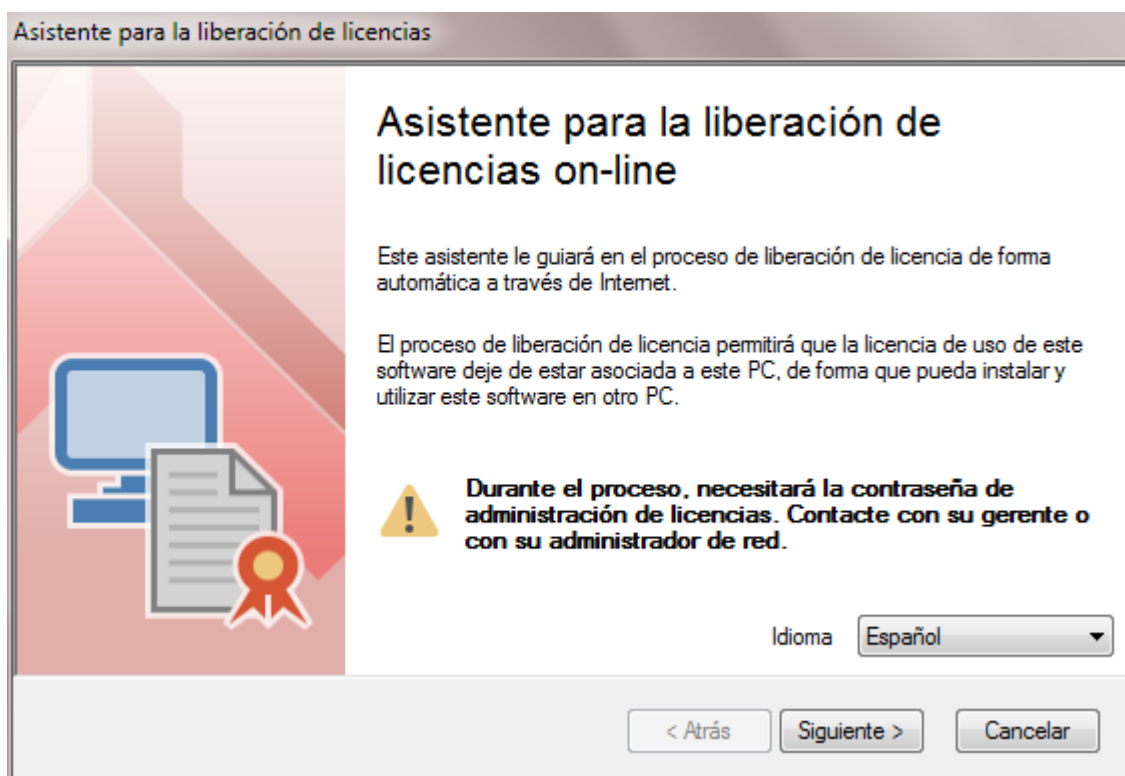 Asistente para la liberación de licencias
Asistente para la liberación de
licencias on-line
Este asistente le guiará en el proceso de liberación de licencia de forma
automática a través de Internet.
El proceso de liberación de licencia permitirá que la licencia de uso de este
software deje de estar asociada a este PC, de forma que pueda instalar y
utilizar este software en otro PC.
Durante el proceso, necesitará la contraseña de
administración de licencias. Contacte con su gerente o
con su administrador de red.
Idioma Español
< Atrás Siguiente > Cancelar